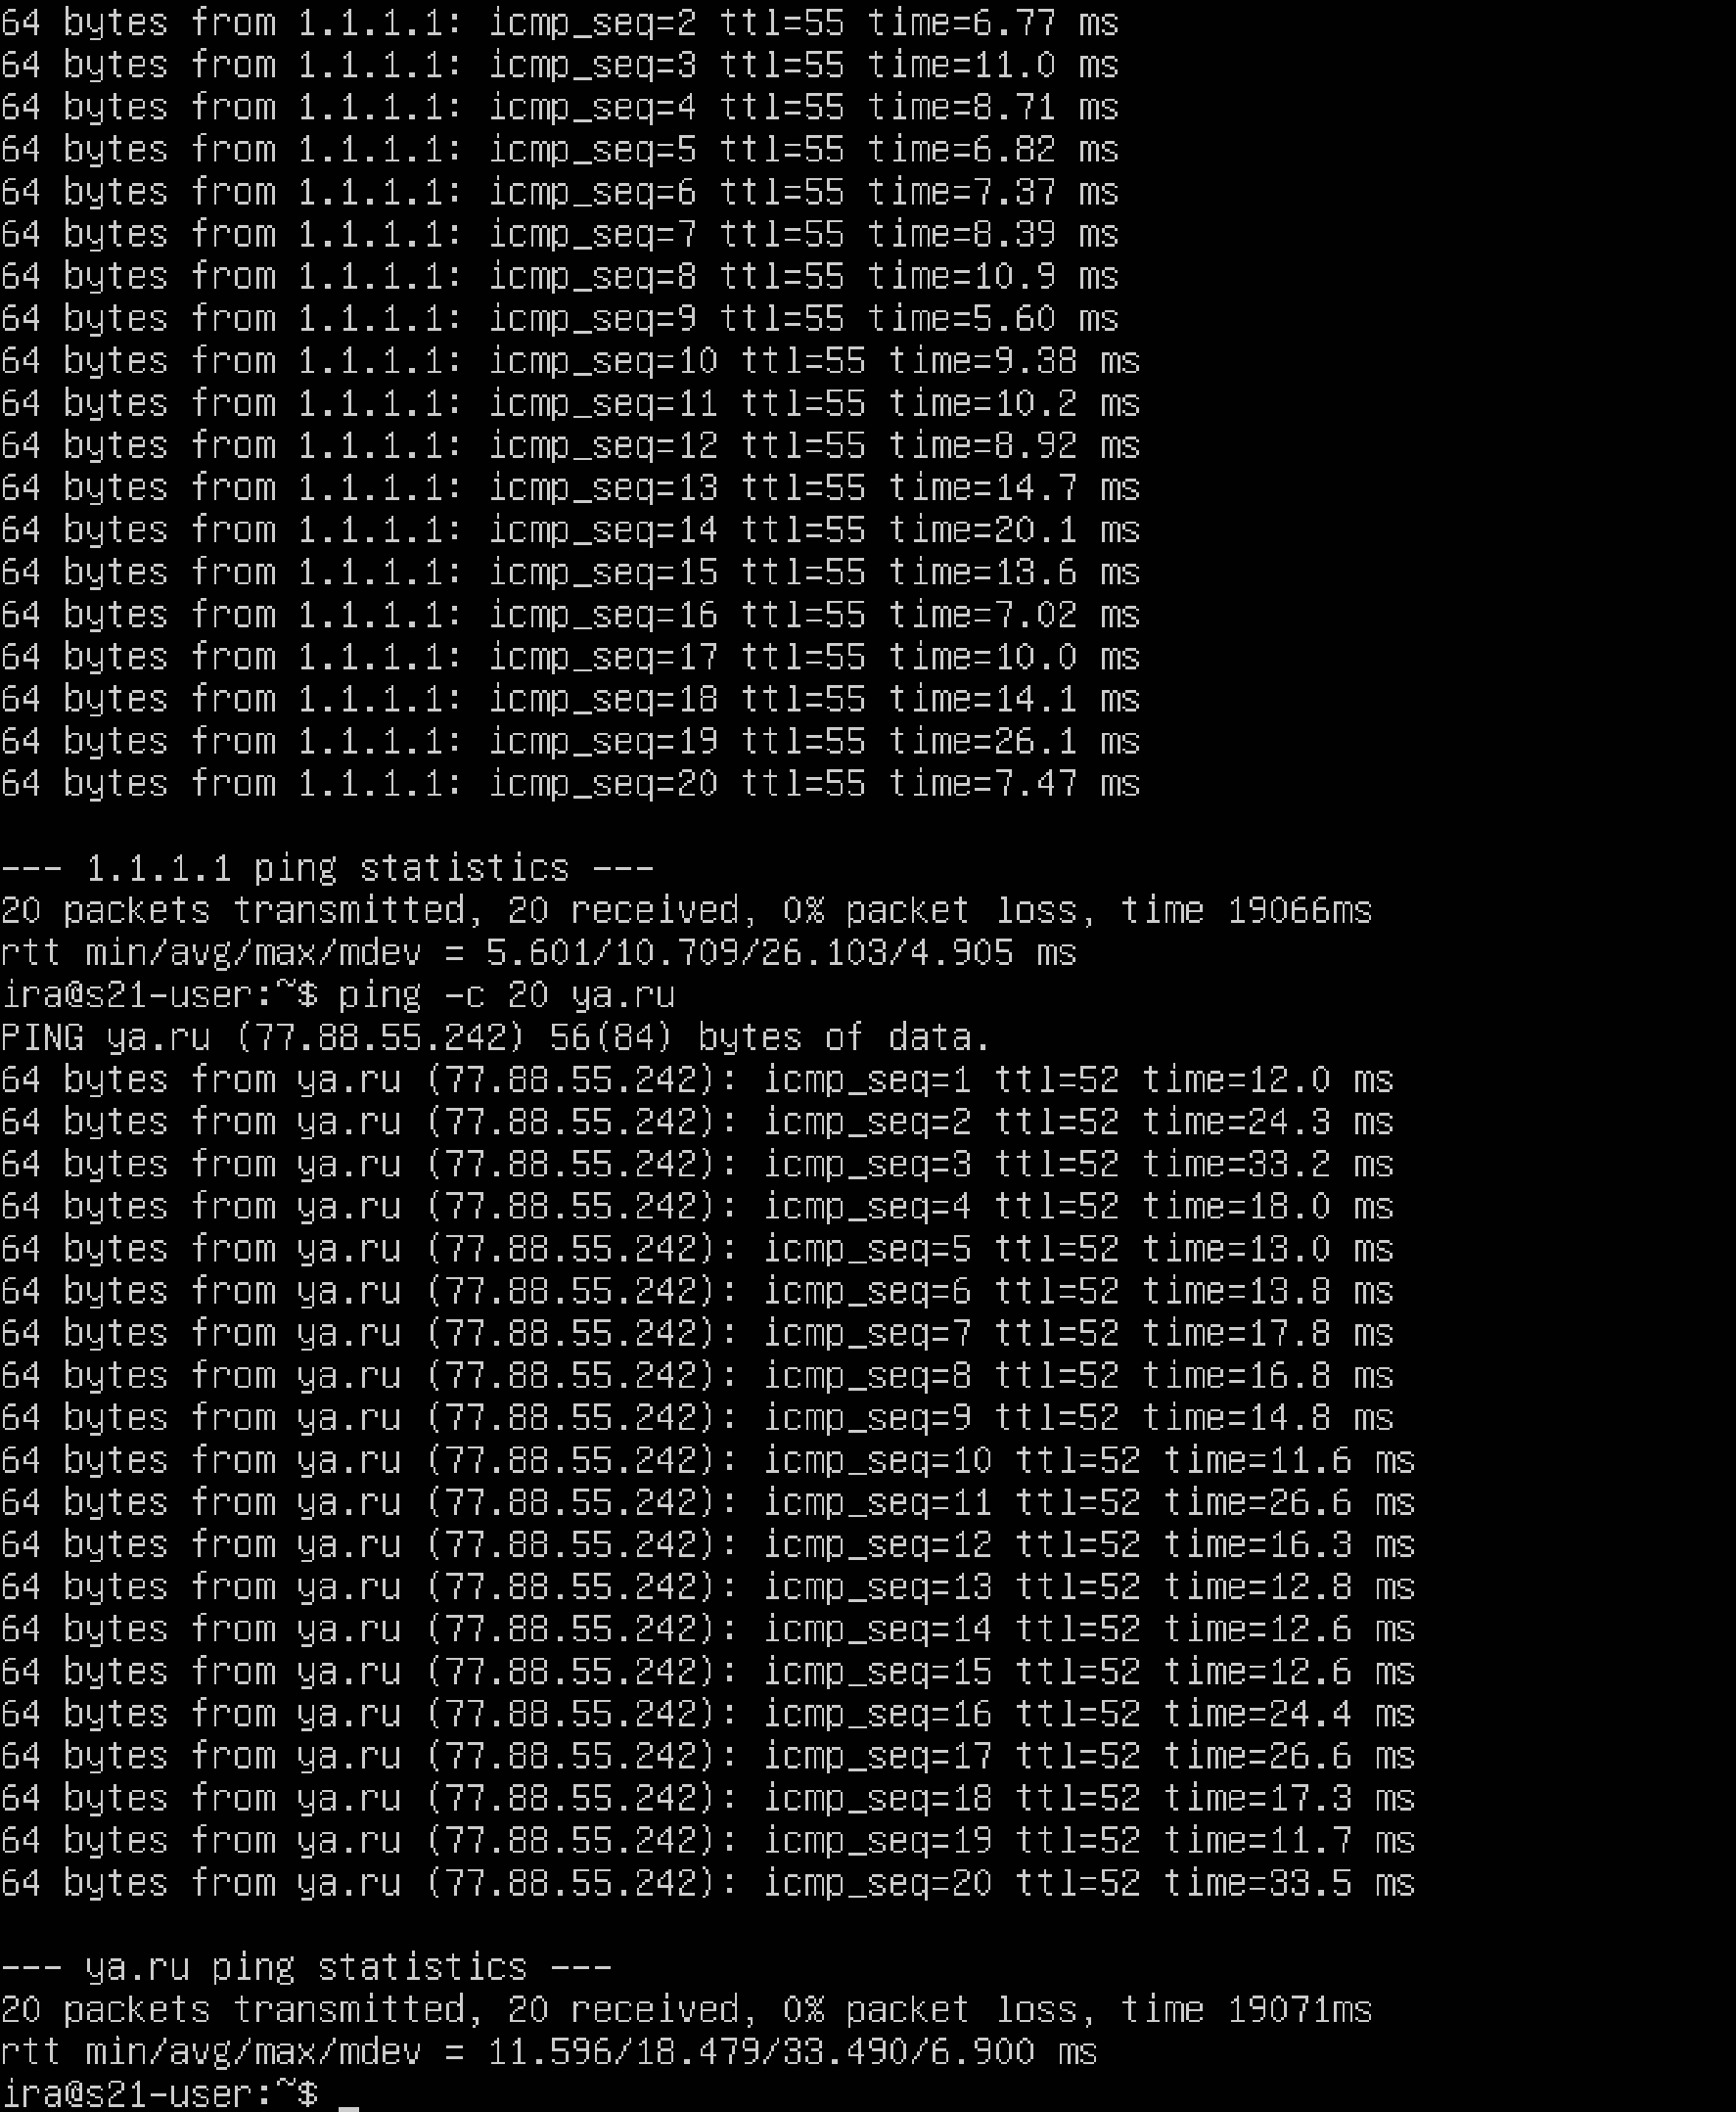 64 bytes from 1.1.1.1: icmp_seq=2 ttl=55 time=6.77 ms
64 bytes from 1.1.1.1: icmp_seq=3 ttl=55 time=11.0 ms
64 bytes from 1.1.1.1: icmp_seq=4 ttl=55 time=8.71 ms
64 bytes from 1.1.1.1: icmp_seq=5 ttl=55 time=6.82 ms
64 bytes from 1.1.1.1: icmp_seq=6 ttl=55 time=7.37 ms
64 bytes from 1.1.1.1: icmp_seq=7 ttl=55 time=8.39 ms
64 bytes from 1.1.1.1: icmp_seq=8 ttl=55 time=10.9 ms
64 bytes from 1.1.1.1: icmp_seq=9 ttl=55 time=5.60 ms
64 bytes from 1.1.1.1: icmp_seq=10 ttl=55 time=9.38 ms
64 bytes from 1.1.1.1: icmp_seq=11 ttl=55 time=10.2 ms
64 bytes from 1.1.1.1: icmp_seq=12 ttl=55 time=8.92 ms
64 bytes from 1.1.1.1: icmp_seq=13 ttl=55 time=14.7 ms
64 bytes from 1.1.1.1: icmp_seq=14 ttl=55 time=20.1 ms
64 bytes from 1.1.1.1: icmp_seq=15 ttl=55 time=13.6 ms
64 bytes from 1.1.1.1: icmp_seq=16 ttl=55 time=7.02 ms
64 bytes from 1.1.1.1: icmp_seq=17 ttl=55 time=10.0 ms
64 bytes from 1.1.1.1: icmp_seq=18 ttl=55 time=14.1 ms
64 bytes from 1.1.1.1: icmp_seq=19 ttl=55 time=26.1 ms
64 bytes from 1.1.1.1: icmp_seq=20 ttl=55 time=7.47 ms
--- 1.1.1.1 ping statistics ---
20 packets transmitted, 20 received, 0% packet loss, time 19066ms
rtt min/avg/max/mdev = 5.601/10.709/26.103/4.905 ms
ira@s21-user:~$ ping -c 20 ya.ru
PING ya.ru (77.88.55.242) 56(84) bytes of data.
64 bytes from ya.ru (77.88.55.242): icmp_seq=1 ttl=52 time=12.0 ms
64 bytes from ya.ru (77.88.55.242): icmp_seq=2 ttl=52 time=24.3 ms
64 bytes from ya.ru (77.88.55.242): icmp_seq=3 ttl=52 time=33.2 ms
64 bytes from ya.ru (77.88.55.242): icmp_seq=4 ttl=52 time=18.0 ms
64 bytes from ya.ru (77.88.55.242): icmp_seq=5 ttl=52 time=13.0 ms
64 bytes from ya.ru (77.88.55.242): icmp_seq=6 ttl=52 time=13.8 ms
64 bytes from ya.ru (77.88.55.242): icmp_seq=7 ttl=52 time=17.8 ms
64 bytes from ya.ru (77.88.55.242): icmp_seq=8 ttl=52 time=16.8 ms
64 bytes from ya.ru (77.88.55.242): icmp_seq=9 ttl=52 time=14.8 ms
64 bytes from ya.ru (77.88.55.242): icmp_seq=10 ttl=52 time=11.6 ms
64 bytes from ya.ru (77.88.55.242): icmp_seq=11 ttl=52 time=26.6 ms
64 bytes from ya.ru (77.88.55.242): icmp_seq=12 ttl=52 time=16.3 ms
64 bytes from ya.ru (77.88.55.242): icmp_seq=13 ttl=52 time=12.8 ms
64 bytes from ya.ru (77.88.55.242): icmp_seq=14 ttl=52 time=12.6 ms
64 bytes from ya.ru (77.88.55.242): icmp_seq=15 ttl=52 time=12.6 ms
64 bytes from ya.ru (77.88.55.242): icmp_seq=16 ttl=52 time=24.4 ms
64 bytes from ya.ru (77.88.55.242): icmp_seq=17 ttl=52 time=26.6 ms
64 bytes from ya.ru (77.88.55.242): icmp_seq=18 ttl=52 time=17.3 ms
64 bytes from ya.ru (77.88.55.242): icmp_seq=19 ttl=52 time=11.7 ms
64 bytes from ya.ru (77.88.55.242): icmp_seq=20 ttl=52 time=33.5 ms
--- ya.ru ping statistics ---
20 packets transmitted, 20 received, 0% packet loss, time 19071ms
rtt min/avg/max/mdev = 11.596/18.479/33.490/6.900 ms
ira@s21-user:~$ _